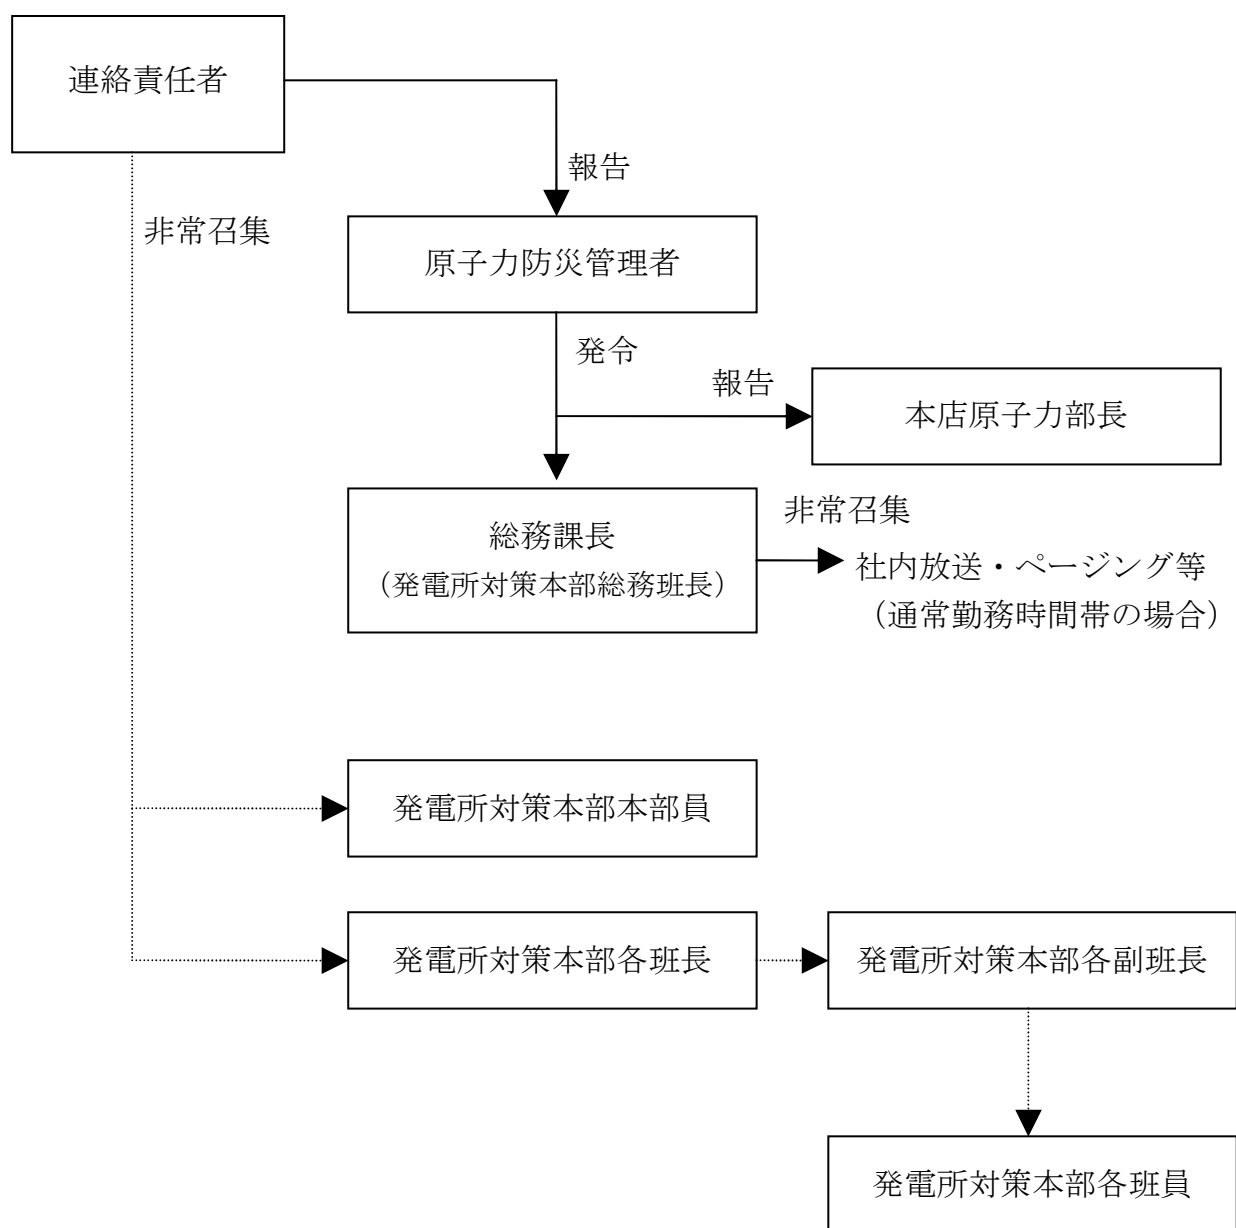 連絡責任者
報告
非常召集
原子力防災管理者
発令
報告
本店原子力部長
総務課長
（発電所対策本部総務班長）
非常召集
社内放送・ページング等
（通常勤務時間帯の場合）
発電所対策本部本部員
発電所対策本部各班長
発電所対策本部各副班長
発電所対策本部各班員